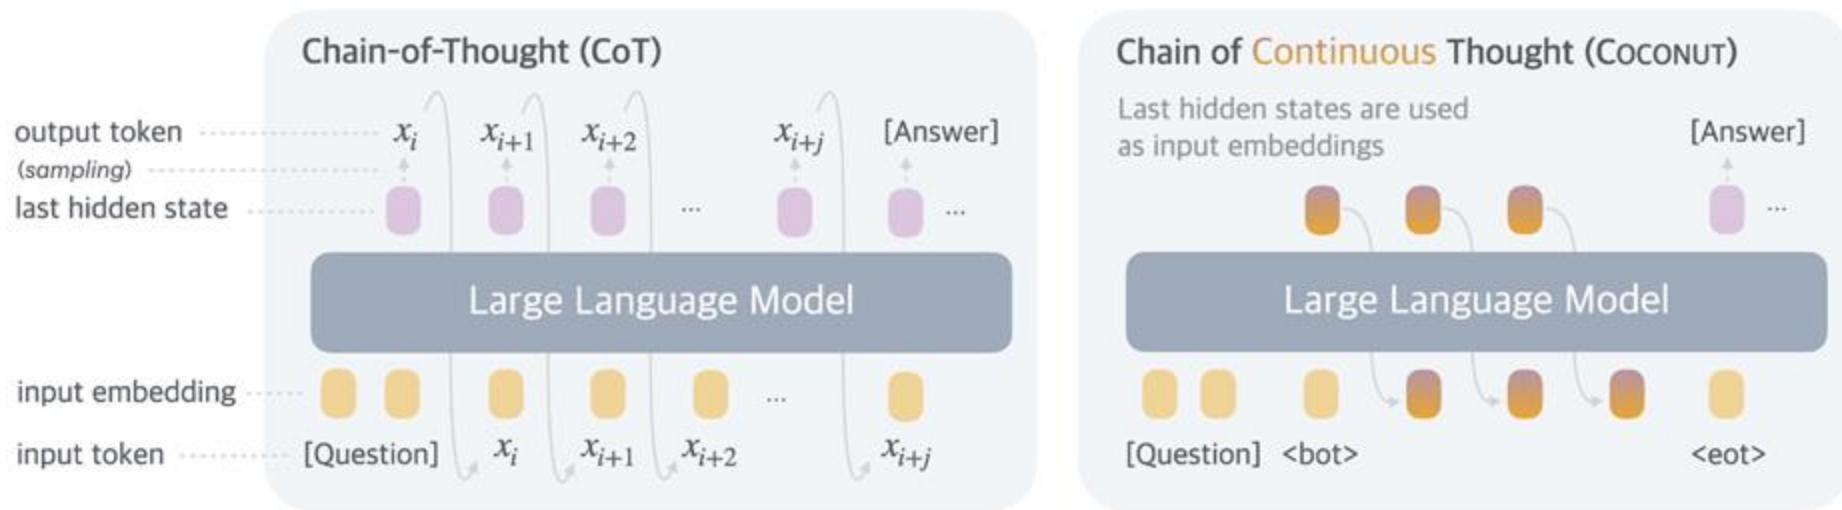 Chain-of-Thought (CoT)
output token
x_i x_{i+1} x_{i+2} x_{i+j} [Answer]
(sampling)
last hidden state
...
...
Large Language Model
input embedding
...
input token
[Question] x_i x_{i+1} x_{i+2} x_{i+j}
Chain of Continuous Thought (COCONUT)
Last hidden states are used
as input embeddings
[Answer]
...
Large Language Model
[Question] <bot> <eot>